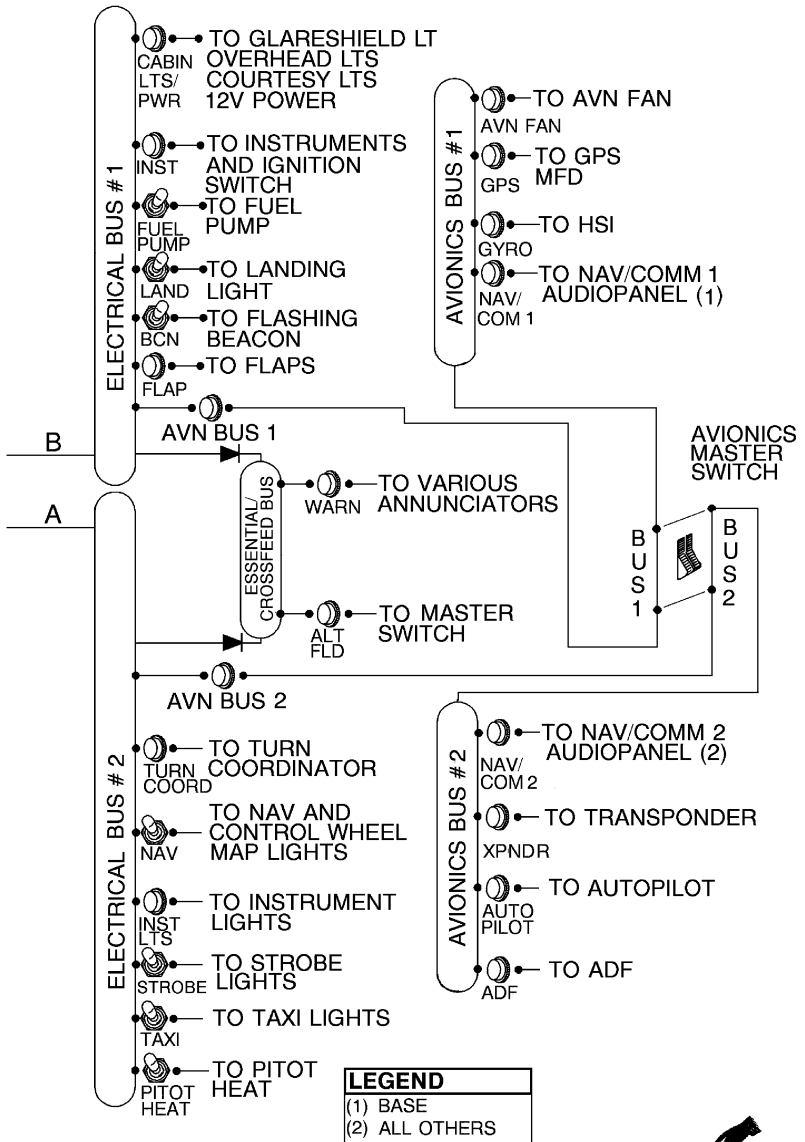 ELECTRICAL BUS #1
CABIN
LTS/
PWR
TO GLARESHIELD LT
OVERHEAD LTS
COURTESY LTS
12V POWER
INST
TO INSTRUMENTS
AND IGNITION
SWITCH
FUEL
PUMP
TO FUEL
PUMP
LAND
TO LANDING
LIGHT
BCN
TO FLASHING
BEACON
FLAP
TO FLAPS
AVN BUS 1
B
A
AVIONICS BUS #1
TO AVN FAN
AVN FAN
TO GPS
MFD
GPS
TO HSI
GYRO
TO NAV/COMM 1
AUDIOPANEL (1)
NAV/
COM 1
ESSENTIAL/
CROSSFEED BUS
WARN
TO VARIOUS
ANNUNCIATORS
ALT
FLD
TO MASTER
SWITCH
AVIONICS
MASTER
SWITCH
BUS 1
BUS 2
AVN BUS 2
ELECTRICAL BUS #2
TURN
COORD
TO TURN
COORDINATOR
NAV
TO NAV AND
CONTROL WHEEL
MAP LIGHTS
INST
LTS
TO INSTRUMENT
LIGHTS
STROBE
TO STROBE
LIGHTS
TAXI
TO TAXI LIGHTS
PITOT
HEAT
TO PITOT
HEAT
AVIONICS BUS #2
NAV/
COM 2
TO NAV/COMM 2
AUDIOPANEL (2)
XPNDR
TO TRANSPONDER
AUTO
PILOT
TO AUTOPILOT
ADF
TO ADF
LEGEND
(1) BASE
(2) ALL OTHERS